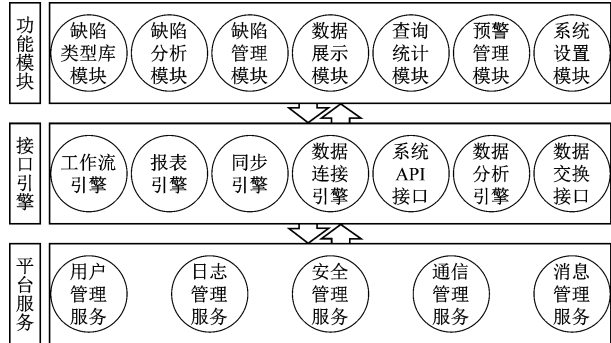 功能模块
缺陷
类型库
模块
缺陷
分析
模块
缺陷
管理
模块
数据
展示
模块
查询
统计
模块
预警
管理
模块
系统
设置
模块
接口引擎
工作流
引擎
报表
引擎
同步
引擎
数据
连接
引擎
系统
API
接口
数据
分析
引擎
数据
交换
接口
平台服务
用户
管理
服务
日志
管理
服务
安全
管理
服务
通信
管理
服务
消息
管理
服务